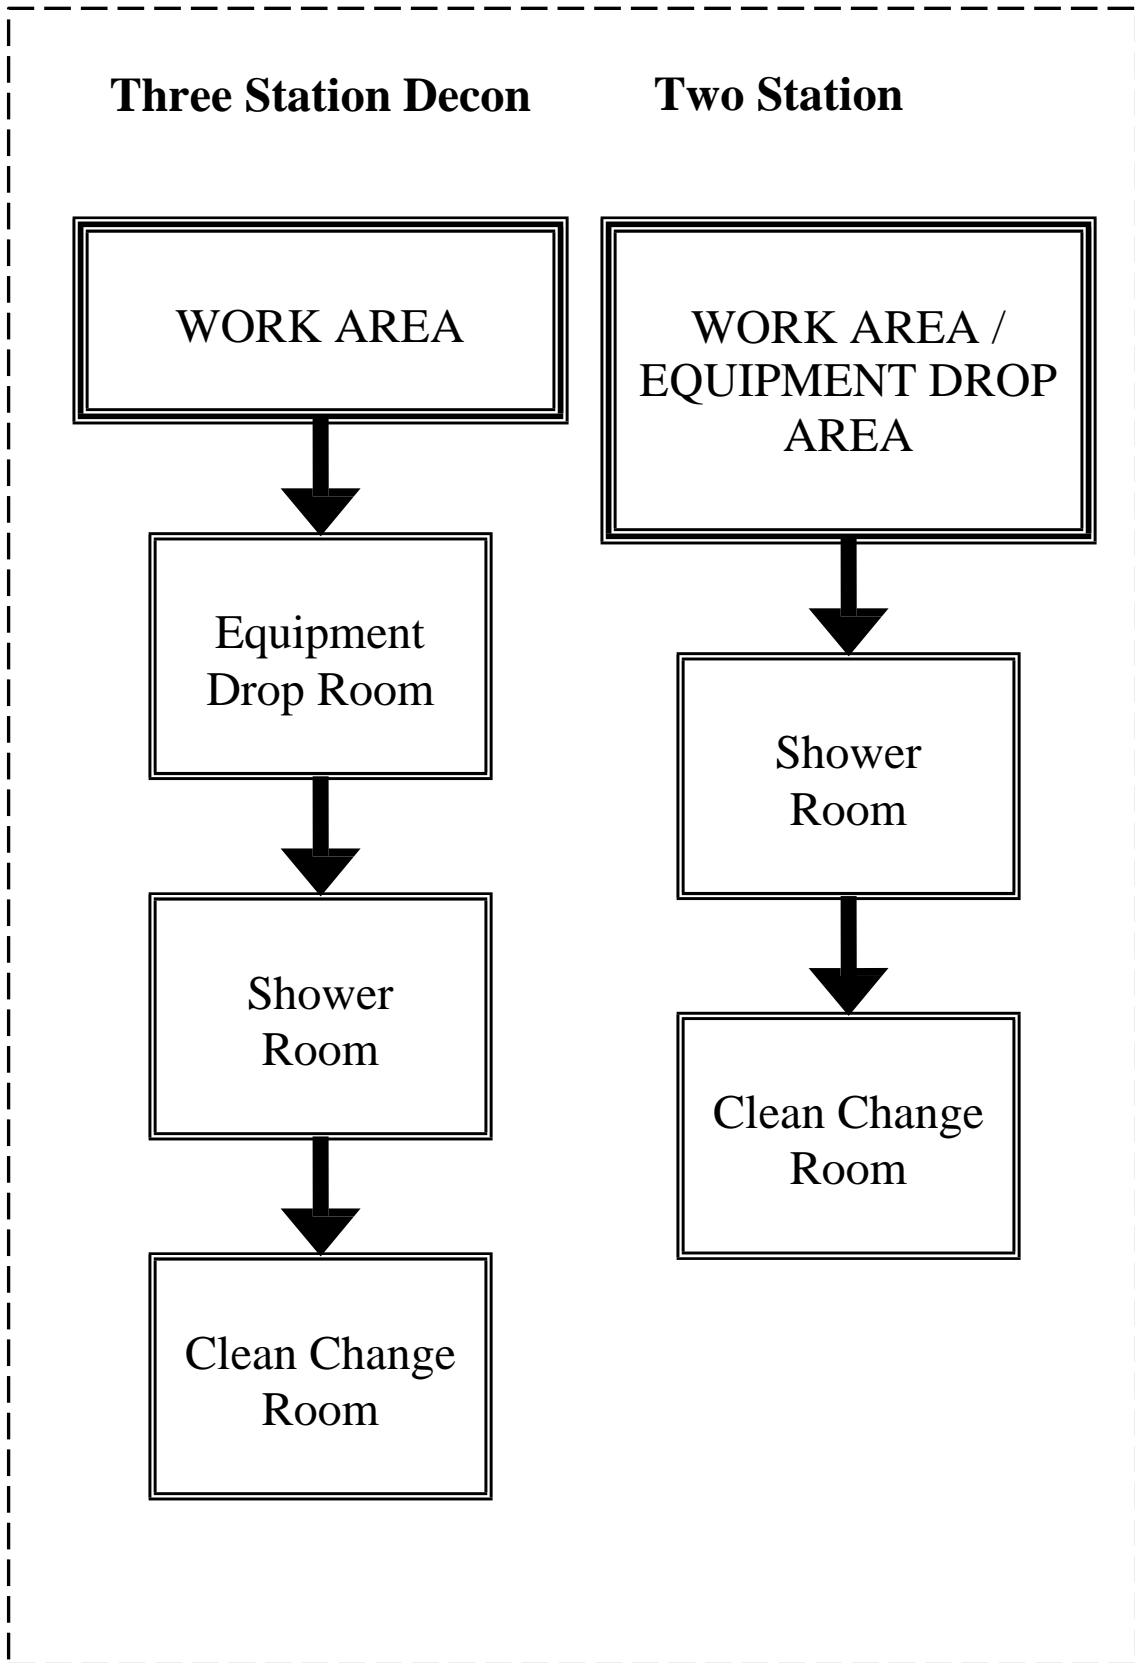 Three Station Decon
WORK AREA
Equipment
Drop Room
Shower
Room
Clean Change
Room
Two Station
WORK AREA /
EQUIPMENT DROP
AREA
Shower
Room
Clean Change
Room